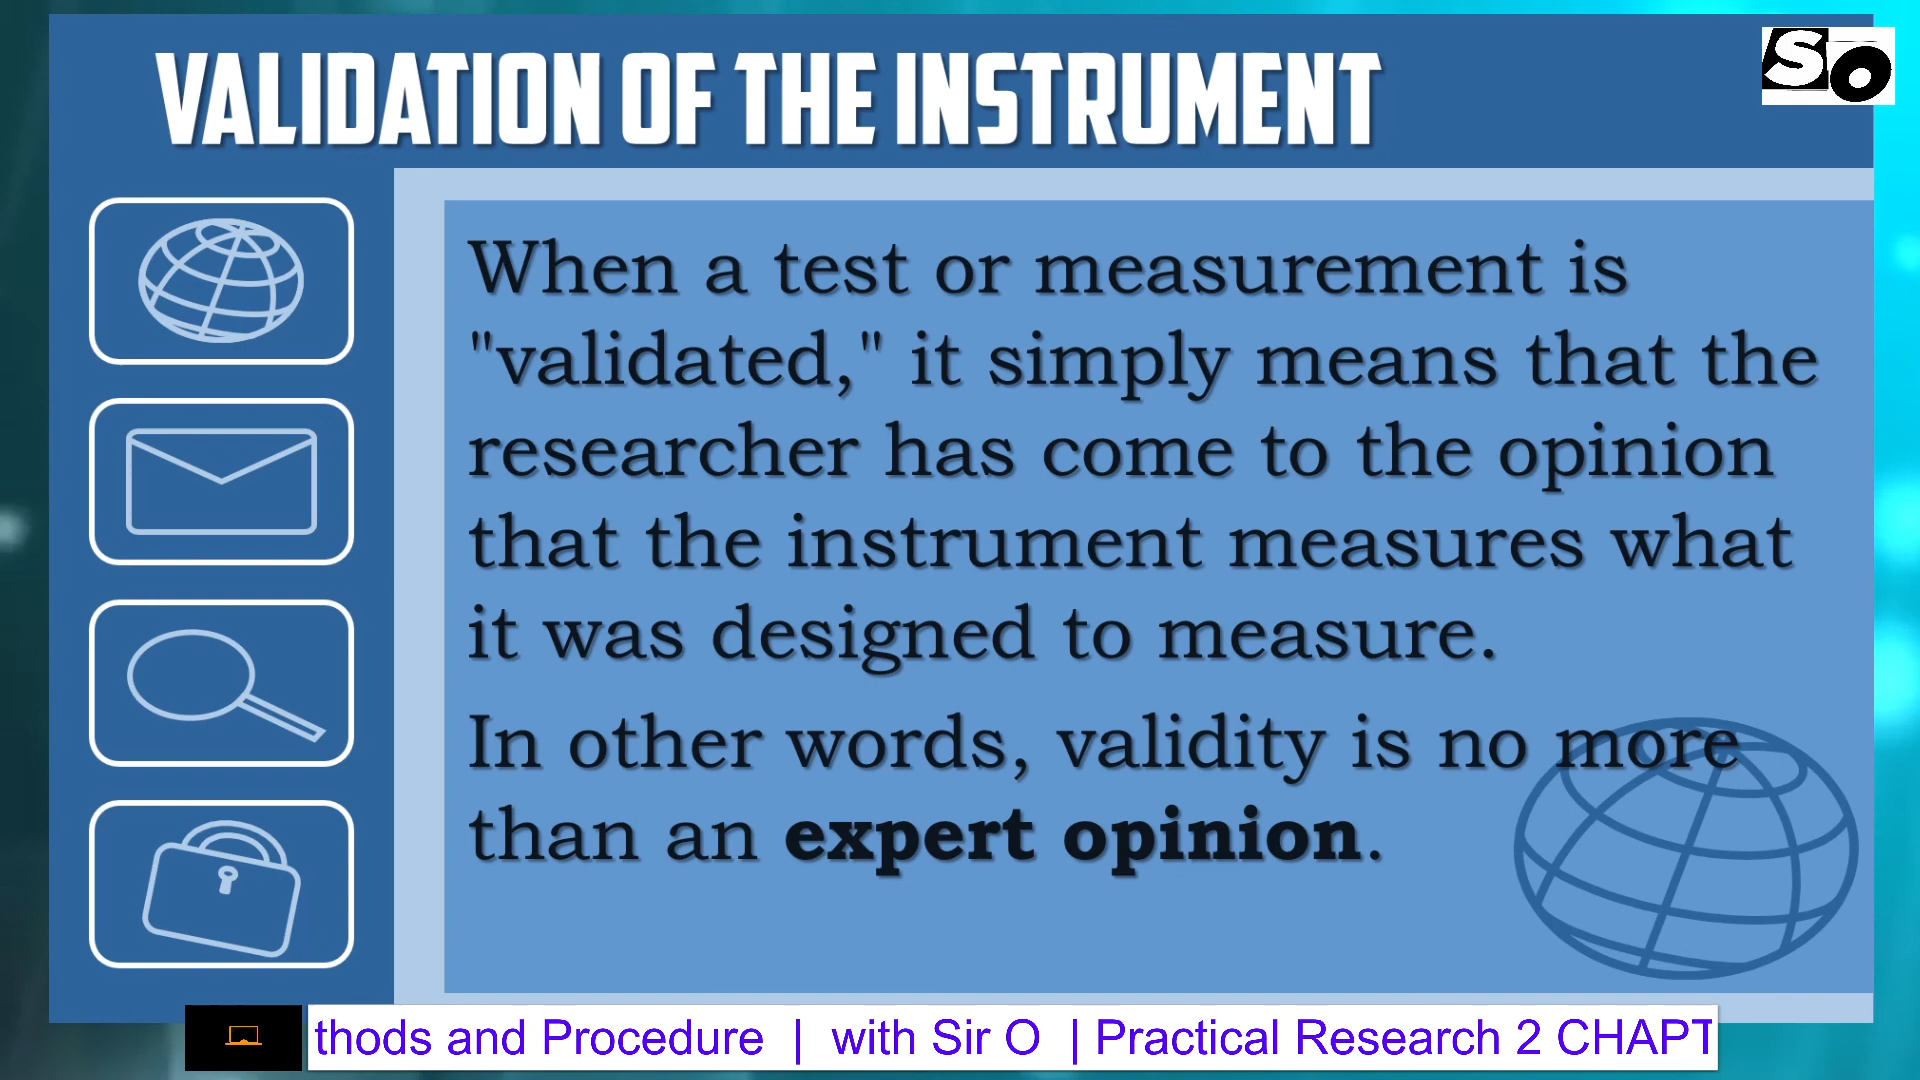 VALIDATION OF THE INSTRUMENT
SO
When a test or measurement is
"validated," it simply means that the
researcher has come to the opinion
that the instrument measures what
it was designed to measure.
In other words, validity is no more
than an expert opinion.
thods and Procedure | with Sir O | Practical Research 2 CHAPT